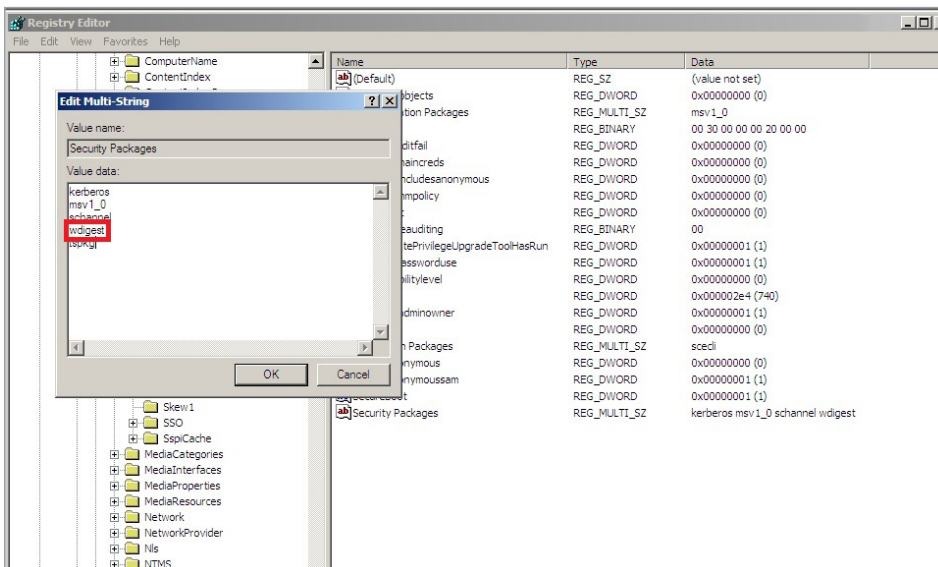 Registry Editor
File Edit View Favorites Help
ComputerName
ContentIndex
Name Type Data
(Default) REG_SZ (value not set)
bjects REG_DWORD 0x00000000 (0)
tion Packages REG_MULTI_SZ msv1_0
REG_BINARY 00 30 00 00 00 20 00 00
ditfail REG_DWORD 0x00000000 (0)
REG_DWORD 0x00000000 (0)
cludesanonymous REG_DWORD 0x00000000 (0)
mpolicy REG_DWORD 0x00000000 (0)
REG_DWORD 0x00000000 (0)
eauditing REG_BINARY 00
tePrivilegeUpgradeToolHasRun REG_DWORD 0x00000001 (1)
assworduse REG_DWORD 0x00000001 (1)
bilitylevel REG_DWORD 0x00000000 (0)
REG_DWORD 0x000002e4 (740)
dminowner REG_DWORD 0x00000001 (1)
REG_DWORD 0x00000000 (0)
n Packages REG_MULTI_SZ scecli
nymous REG_DWORD 0x00000000 (0)
nymoussam REG_DWORD 0x00000001 (1)
REG_DWORD 0x00000001 (1)
Security Packages REG_MULTI_SZ kerberos msv1_0 schannel wdigest
Edit Multi-String
Value name:
Security Packages
Value data:
kerberos
msv1_0
schannel
wdigest
tspkg
OK Cancel
Skew1
SSO
SspiCache
MediaCategories
MediaInterfaces
MediaProperties
MediaResources
Network
NetworkProvider
Nls
NTMS